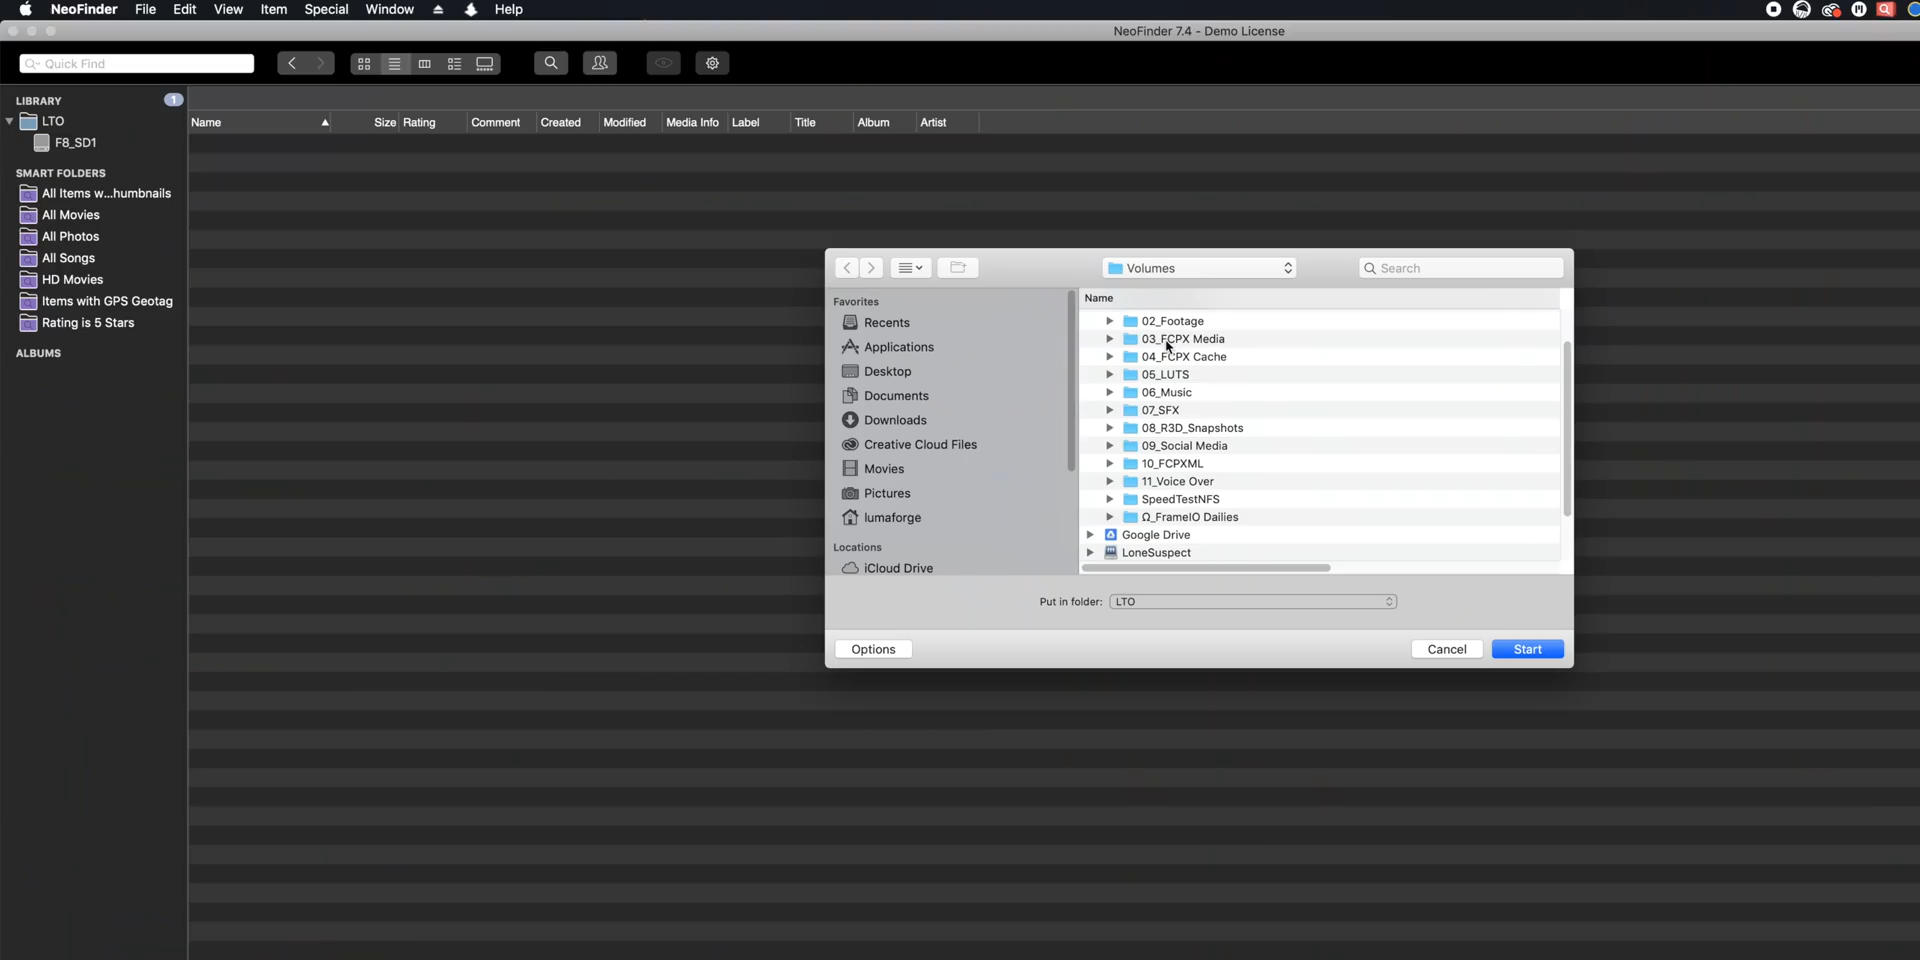 NeoFinder File Edit View Item Special Window Help
NeoFinder 7.4 - Demo License
Quick Find
LIBRARY 1
LTO
F8_SD1
SMART FOLDERS
All Items w...humbnails
All Movies
All Photos
All Songs
HD Movies
Items with GPS Geotag
Rating is 5 Stars
ALBUMS
Name Size Rating Comment Created Modified Media Info Label Title Album Artist
Volumes
Search
Favorites
Recents
Applications
Desktop
Documents
Downloads
Creative Cloud Files
Movies
Pictures
lumaforge
Locations
iCloud Drive
Name
02_Footage
03_FCPX Media
04_FCPX Cache
05_LUTS
06_Music
07_SFX
08_R3D_Snapshots
09_Social Media
10_FCPXML
11_Voice Over
SpeedTestNFS
Ω_FrameIO Dailies
Google Drive
LoneSuspect
Put in folder: LTO
Options Cancel Start